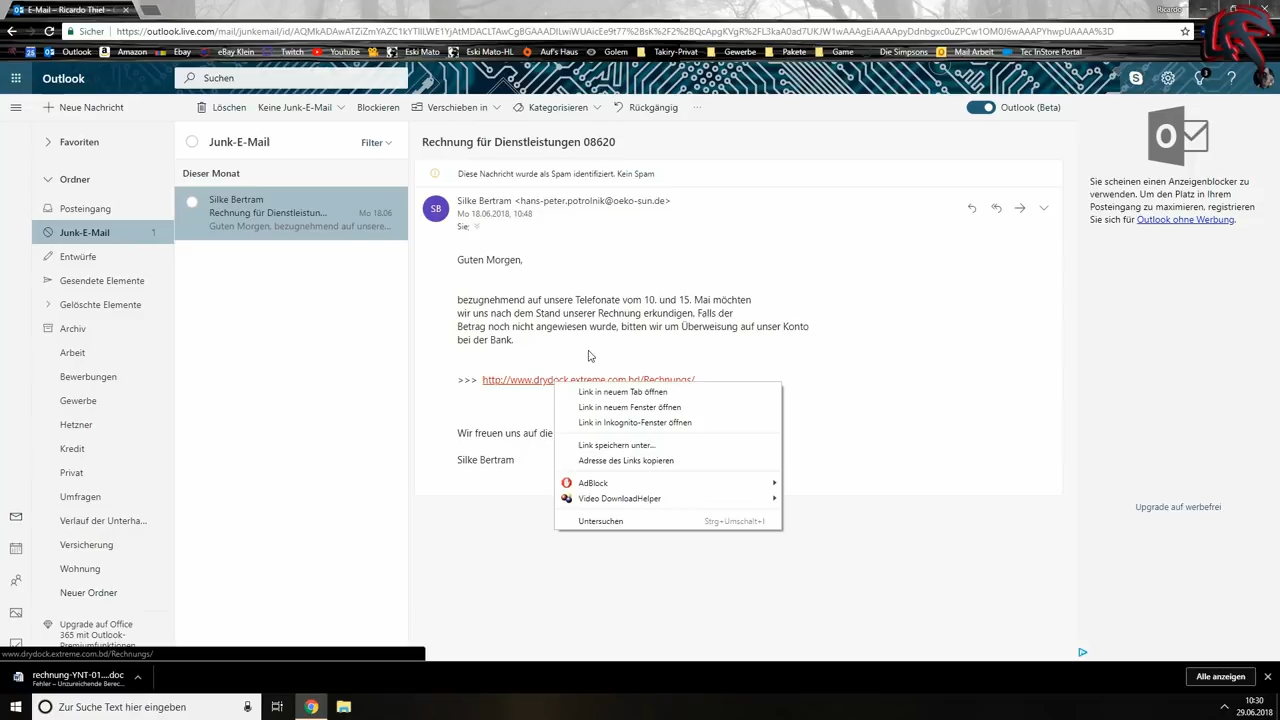 E-Mail – Ricardo Thiel –
Ricardo
Sicher
https://outlook.live.com/mail/junkemail/id/
Outlook
Amazon
Ebay
eBay Klein
Twitch
Youtube
Eski Mato
Eski Mato-HL
Auf's Haus
Golem
Takiry-Privat
Gewerbe
Pakete
Games
Die Simpsons
Mail Arbeit
Tec InStore Portal
Outlook
Suchen
3
?
Neue Nachricht
Löschen
Keine Junk-E-Mail
Blockieren
Verschieben in
Kategorisieren
Rückgängig
Outlook (Beta)
Favoriten
Ordner
Posteingang
Junk-E-Mail 1
Entwürfe
Gesendete Elemente
Gelöschte Elemente
Archiv
Arbeit
Bewerbungen
Gewerbe
Hetzner
Kredit
Privat
Umfragen
Verlauf der Unterha...
Versicherung
Wohnung
Neuer Ordner
Upgrade auf Office
365 mit Outlook-
Premiumfunktionen
Junk-E-Mail
Filter
Dieser Monat
Silke Bertram
Rechnung für Dienstleistun... Mo 18.06
Guten Morgen, bezugnehmend auf unsere...
Rechnung für Dienstleistungen 08620
Diese Nachricht wurde als Spam identifiziert. Kein Spam
SB
Silke Bertram <hans-peter.potrolnik@oeko-sun.de>
Mo 18.06.2018, 10:48
Sie:
Guten Morgen,
bezugnehmend auf unsere Telefonate vom 10. und 15. Mai möchten
wir uns nach dem Stand unserer Rechnung erkundigen. Falls der
Betrag noch nicht angewiesen wurde, bitten wir um Überweisung auf unser Konto
bei der Bank.
>>> http://www.drydock.extreme.com.bd/Rechnungs/
Wir freuen uns auf die
Silke Bertram
Link in neuem Tab öffnen
Link in neuem Fenster öffnen
Link in Inkognito-Fenster öffnen
Link speichern unter...
Adresse des Links kopieren
AdBlock
Video DownloadHelper
Untersuchen Strg+Umschalt+I
Sie scheinen einen Anzeigenblocker zu
verwenden. Um den Platz in Ihrem
Posteingang zu maximieren, registrieren
Sie sich für Outlook ohne Werbung.
Upgrade auf werbefrei
www.drydock.extreme.com.bd/Rechnungs/
rechnung-YNT-01....doc
Fehler – Unzureichende Berec...
Alle anzeigen
Zur Suche Text hier eingeben
10:30
29.06.2018